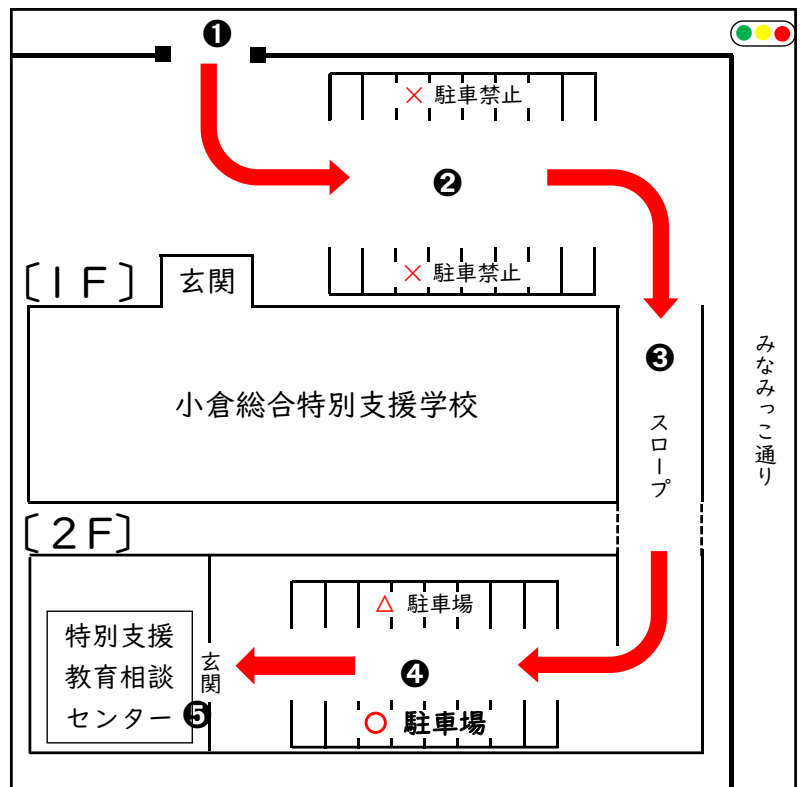 ❶
× 駐車禁止
❷
× 駐車禁止
〔1F〕
玄関
❸
小倉総合特別支援学校
スロープ
みなみっこ通り
〔2F〕
△ 駐車場
特別支援
教育相談
センター
玄関
❺
❹
○ 駐車場